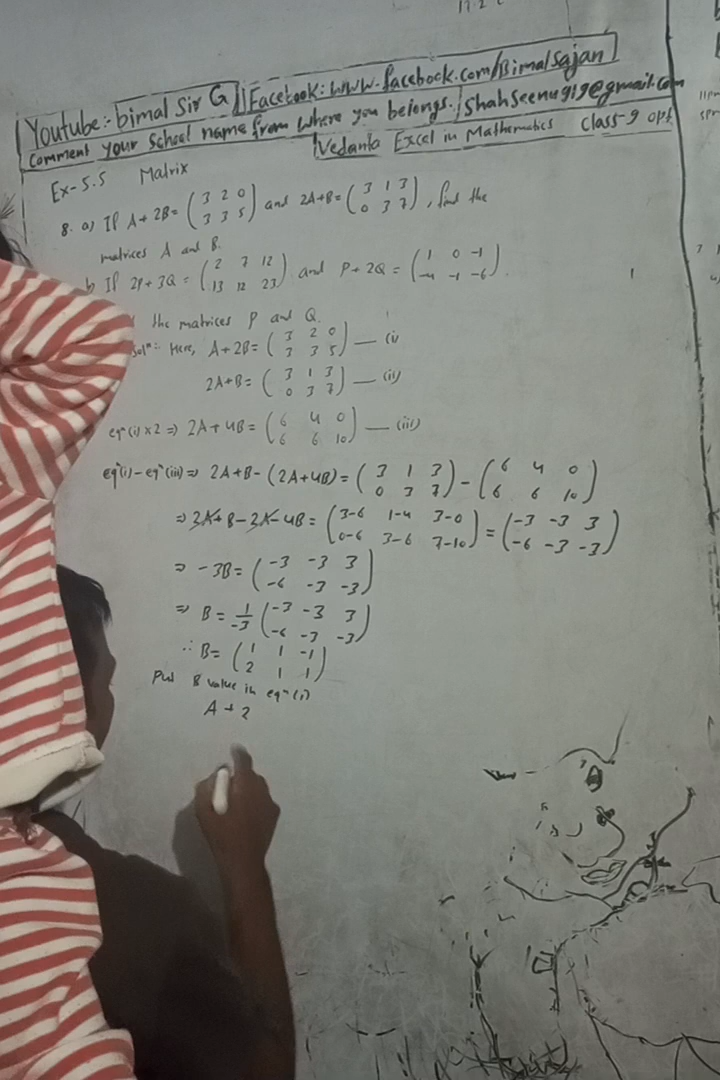 Youtube:- bimal Sir G || Facebook: www.facebook.com/Bimalsajan
Comment your School name from where you belongs. | Shahseenu919@gmail.com
Vedanta Excel in Mathematics Class-9 opt
Ex-5.5 Matrix
8. a) If A+2B= (3 2 0 / 3 3 5) and 2A+B= (3 1 3 / 0 3 7), find the
matrices A and B.
b) If 2P+3Q = (2 7 12 / 13 12 23) and P+2Q = (1 0 -1 / -4 -1 -6).
the matrices P and Q.
Solⁿ: Here, A+2B= (3 2 0 / 3 3 5) — (i)
2A+B= (3 1 3 / 0 3 7) — (ii)
eqⁿ(i)×2 => 2A+4B= (6 4 0 / 6 6 10) — (iii)
eqⁿ(i)-eqⁿ(iii)=> 2A+B-(2A+4B)= (3 1 3 / 0 3 7) - (6 4 0 / 6 6 10)
=> 2A+B-2A-4B= (3-6 1-4 3-0 / 0-6 3-6 7-10) = (-3 -3 3 / -6 -3 -3)
=> -3B= (-3 -3 3 / -6 -3 -3)
=> B= 1/-3 (-3 -3 3 / -6 -3 -3)
∴ B= (1 1 -1 / 2 1 1)
Put B value in eqⁿ(i)
A + 2